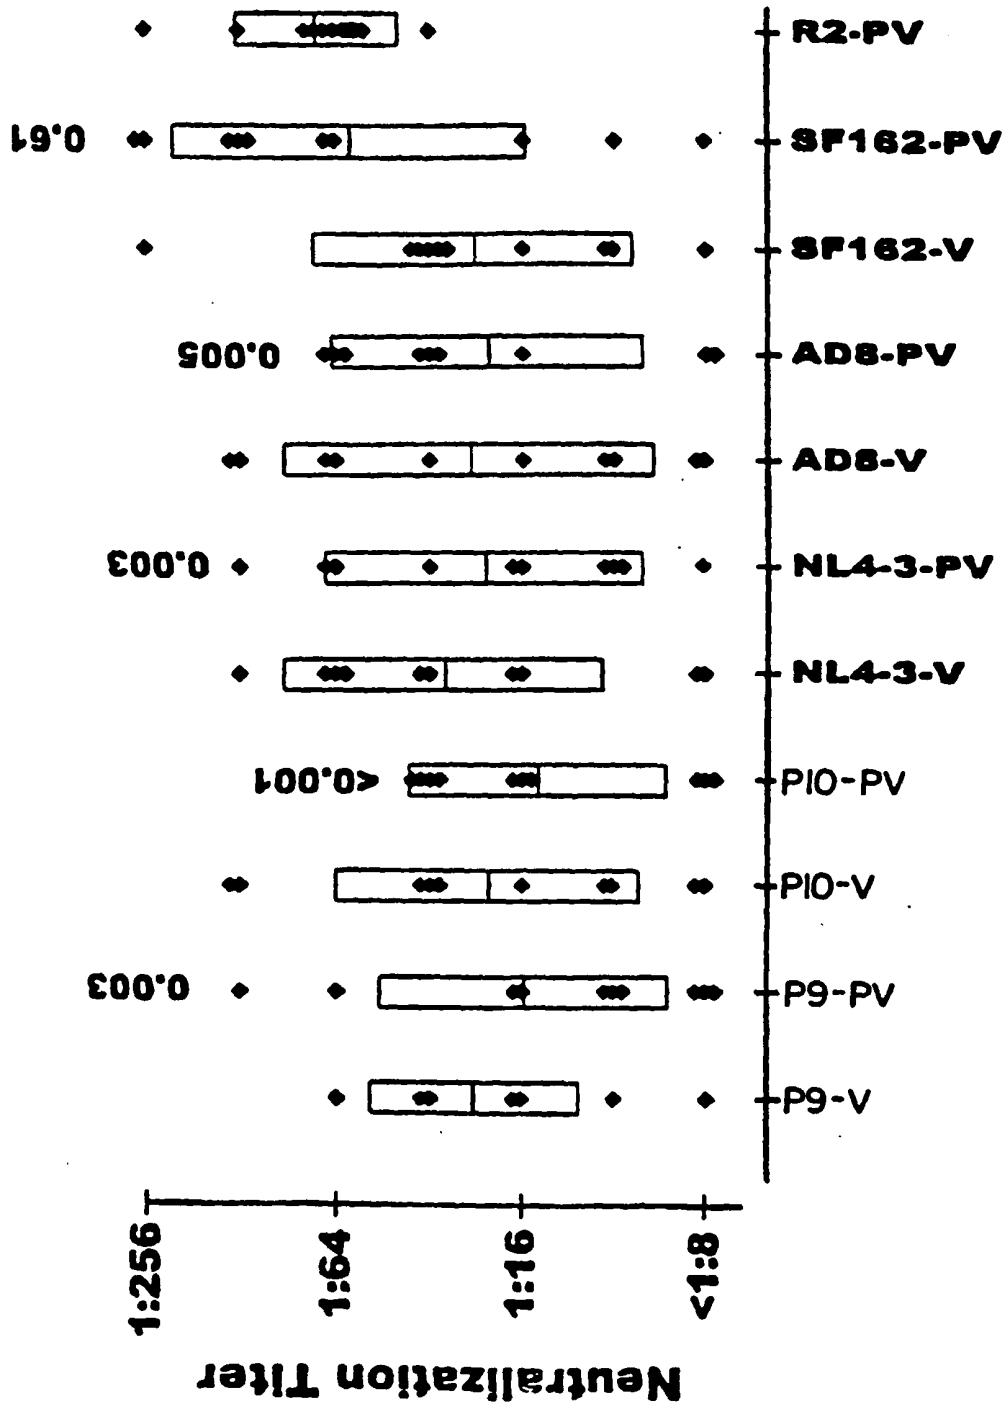 Neutralization Titer
1:256
1:64
1:16
<1:8
0.003
<0.001
0.003
0.005
0.61
P9-V
P9-PV
P10-V
P10-PV
NL4-3-V
NL4-3-PV
AD8-V
AD8-PV
SF162-V
SF162-PV
R2-PV